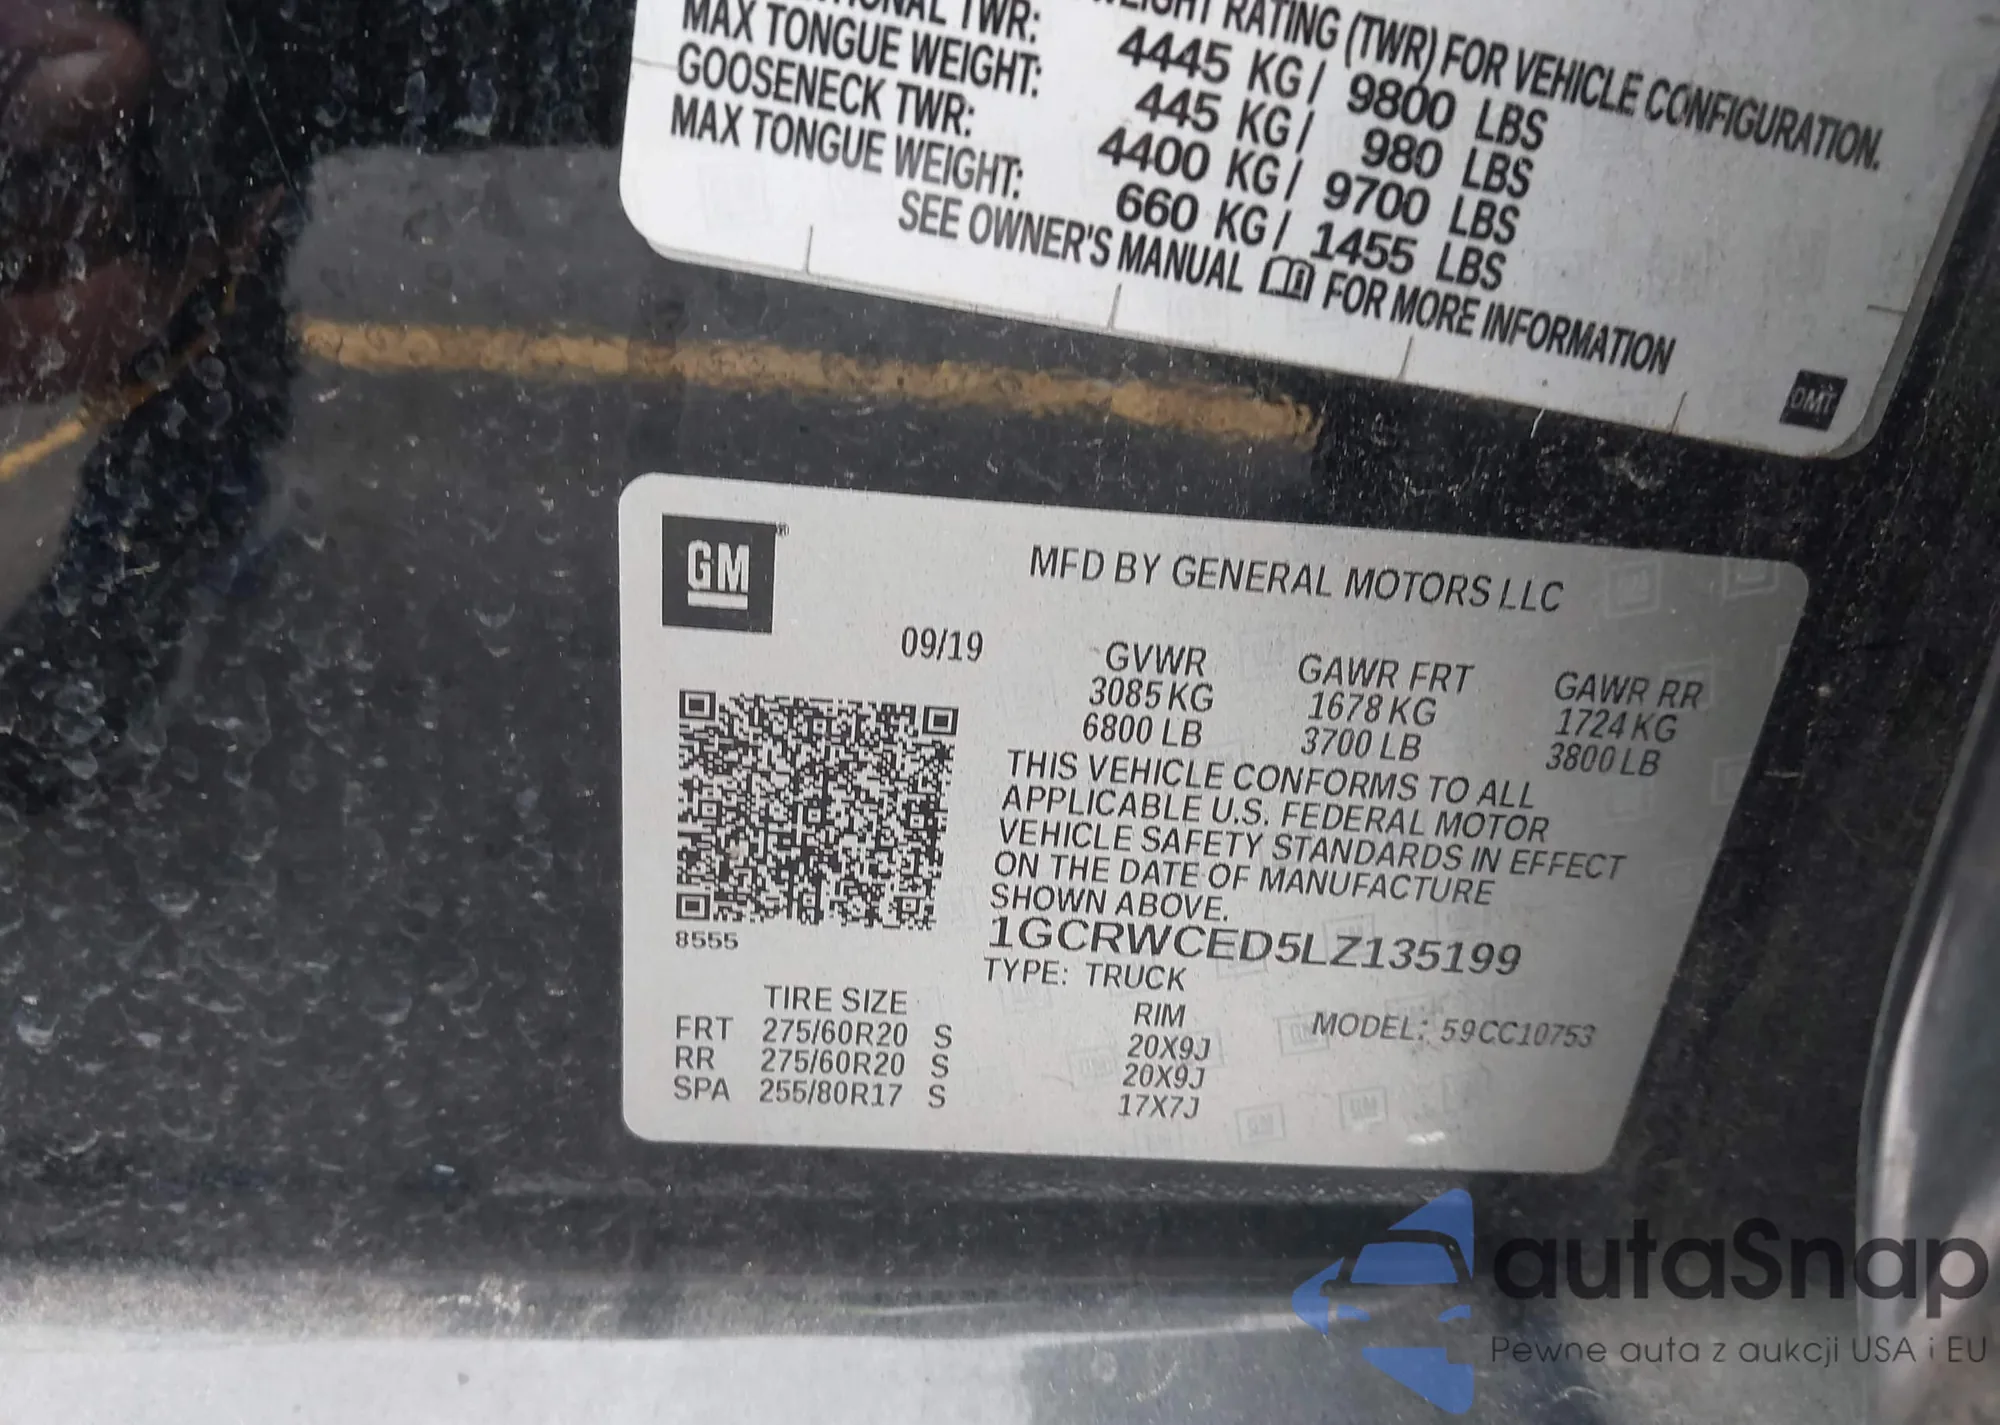 WEIGHT RATING (TWR) FOR VEHICLE CONFIGURATION.
TWR: 4445 KG / 9800 LBS
MAX TONGUE WEIGHT: 445 KG / 980 LBS
GOOSENECK TWR: 4400 KG / 9700 LBS
MAX TONGUE WEIGHT: 660 KG / 1455 LBS
SEE OWNER'S MANUAL FOR MORE INFORMATION
OMT
GM ®
MFD BY GENERAL MOTORS LLC
09/19
GVWR GAWR FRT GAWR RR
3085 KG 1678 KG 1724 KG
6800 LB 3700 LB 3800 LB
THIS VEHICLE CONFORMS TO ALL
APPLICABLE U.S. FEDERAL MOTOR
VEHICLE SAFETY STANDARDS IN EFFECT
ON THE DATE OF MANUFACTURE
SHOWN ABOVE.
8555
1GCRWCED5LZ135199
TYPE: TRUCK
TIRE SIZE RIM MODEL: 59CC10753
FRT 275/60R20 S 20X9J
RR 275/60R20 S 20X9J
SPA 255/80R17 S 17X7J
autaSnap
Pewne auta z aukcji USA i EU